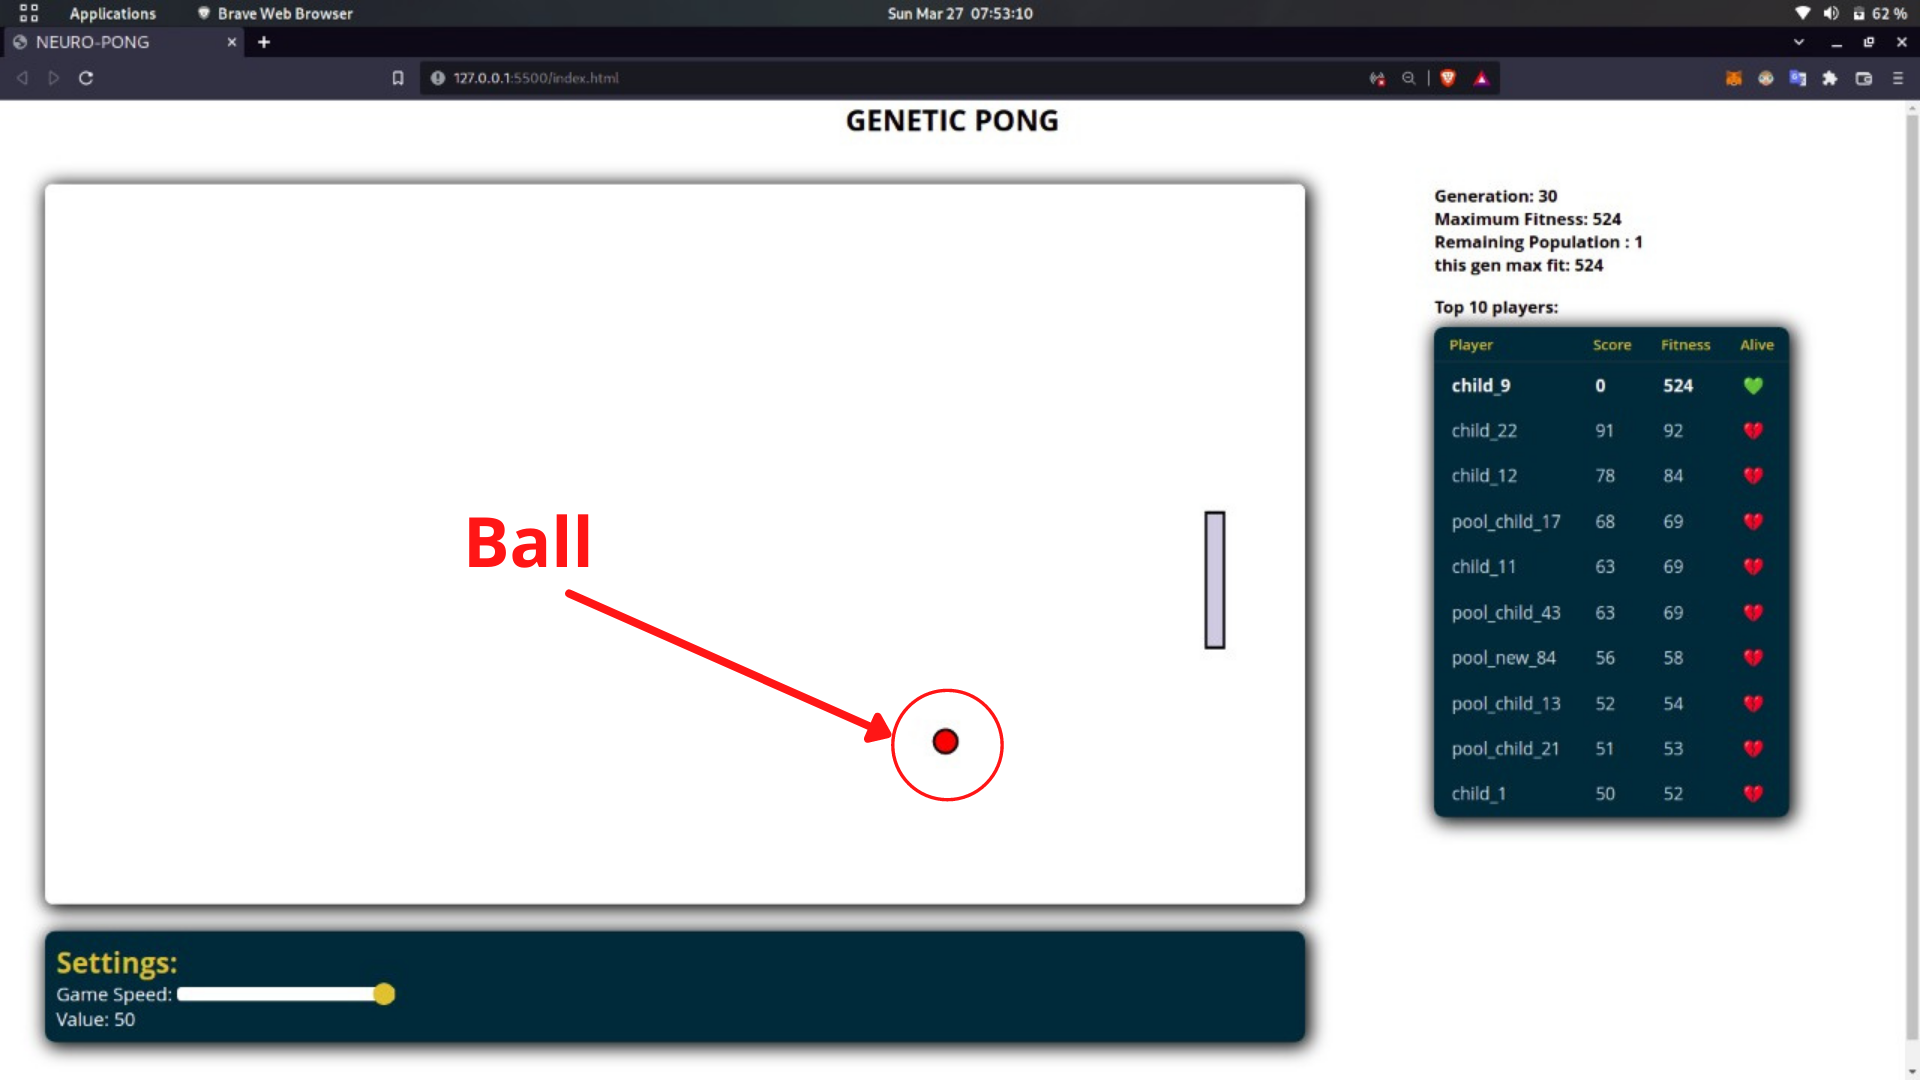 Applications Brave Web Browser Sun Mar 27 07:53:10 62 %
NEURO-PONG
127.0.0.1:5500/index.html
GENETIC PONG
Generation: 30
Maximum Fitness: 524
Remaining Population : 1
this gen max fit: 524
Top 10 players:
Player Score Fitness Alive
child_9 0 524
child_22 91 92
child_12 78 84
pool_child_17 68 69
child_11 63 69
pool_child_43 63 69
pool_new_84 56 58
pool_child_13 52 54
pool_child_21 51 53
child_1 50 52
Ball
Settings:
Game Speed:
Value: 50